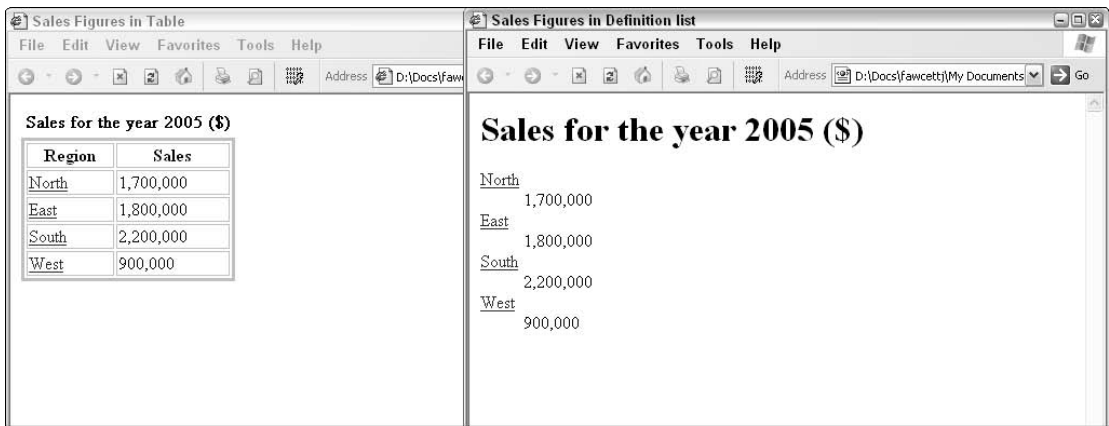 Sales Figures in Table
File Edit View Favorites Tools Help
Address D:\Docs\faw
Sales for the year 2005 ($)
Region Sales
North 1,700,000
East 1,800,000
South 2,200,000
West 900,000
Sales Figures in Definition list
File Edit View Favorites Tools Help
Address D:\Docs\fawcettj\My Documents Go
Sales for the year 2005 ($)
North
1,700,000
East
1,800,000
South
2,200,000
West
900,000